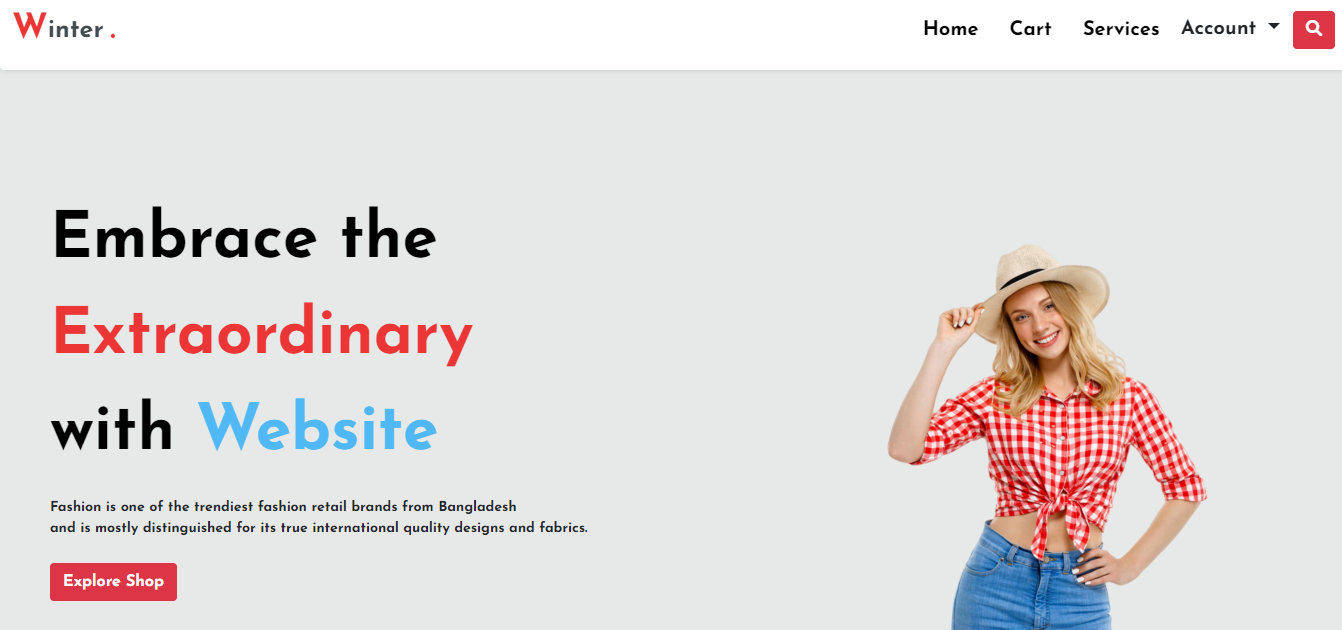 Winter .
Home Cart Services Account
Embrace the
Extraordinary
with Website
Fashion is one of the trendiest fashion retail brands from Bangladesh
and is mostly distinguished for its true international quality designs and fabrics.
Explore Shop